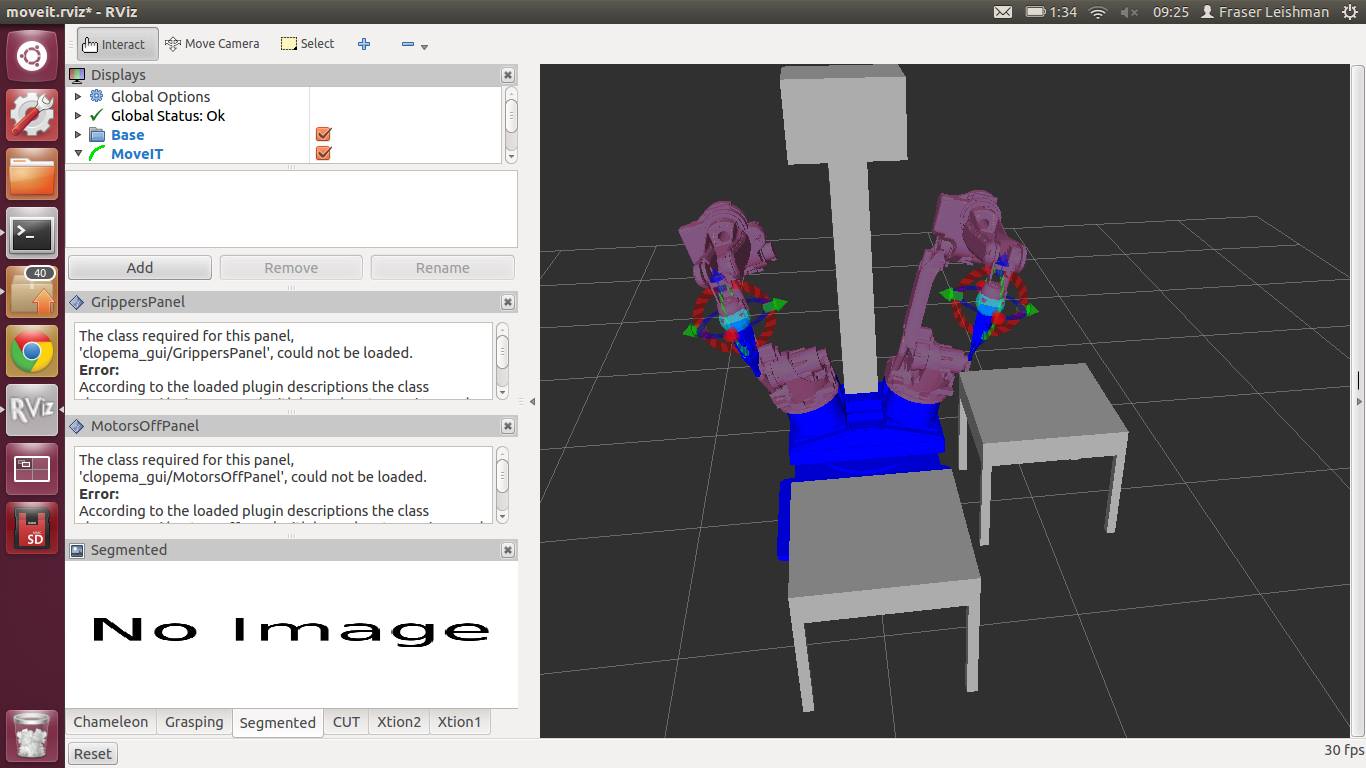 moveit.rviz* - RViz
1:34
09:25
Fraser Leishman
Interact
Move Camera
Select
Displays
Global Options
Global Status: Ok
Base
MoveIT
Add
Remove
Rename
GrippersPanel
The class required for this panel,
'clopema_gui/GrippersPanel', could not be loaded.
Error:
According to the loaded plugin descriptions the class
MotorsOffPanel
The class required for this panel,
'clopema_gui/MotorsOffPanel', could not be loaded.
Error:
According to the loaded plugin descriptions the class
Segmented
No Image
Chameleon
Grasping
Segmented
CUT
Xtion2
Xtion1
Reset
30 fps
40
RViz
SD